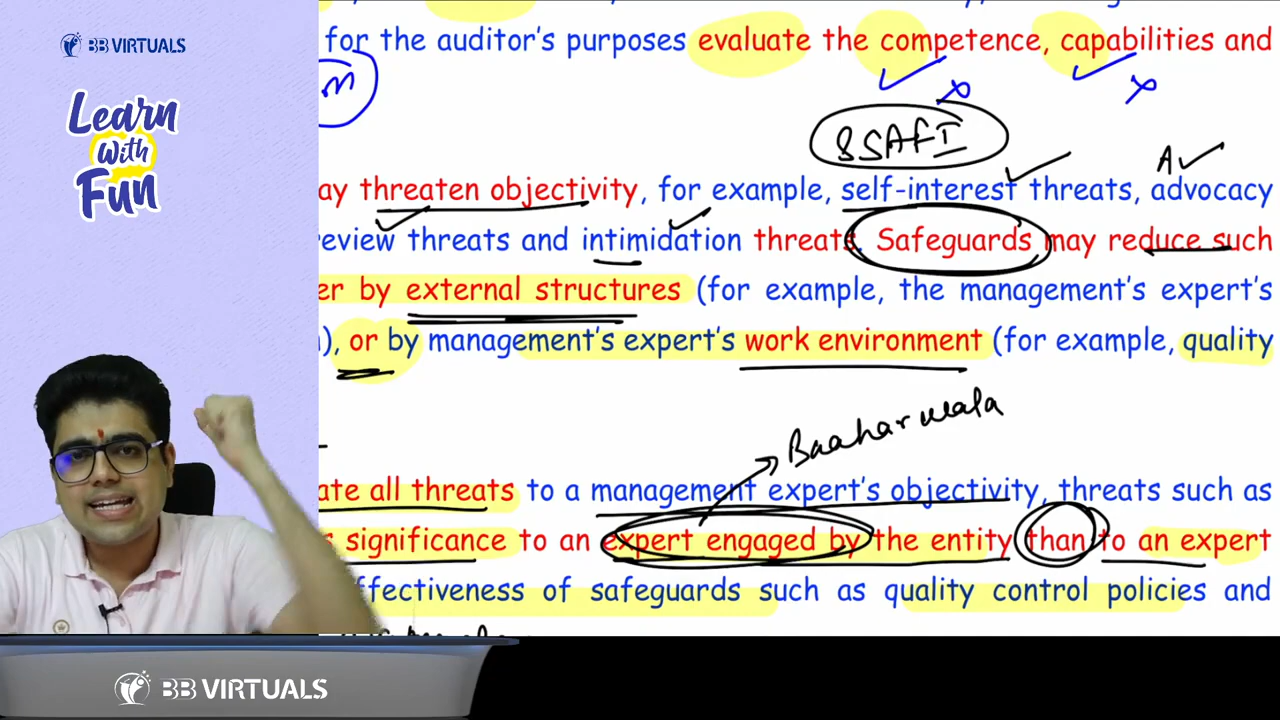 BB VIRTUALS
Learn
With
Fun
for the auditor's purposes evaluate the competence, capabilities and
m
SSAFI
A
ay threaten objectivity, for example, self-interest threats, advocacy
review threats and intimidation threats. Safeguards may reduce such
er by external structures (for example, the management's expert's
), or by management's expert's work environment (for example, quality
Baaharwala
ate all threats to a management expert's objectivity, threats such as
significance to an expert engaged by the entity than to an expert
ffectiveness of safeguards such as quality control policies and
BB VIRTUALS